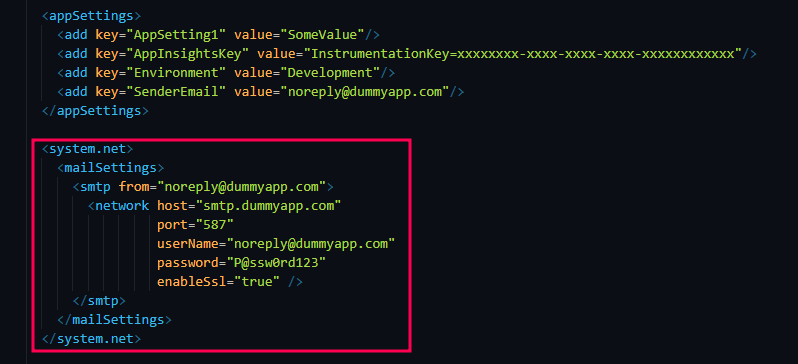 <appSettings>
<add key="AppSetting1" value="SomeValue"/>
<add key="AppInsightsKey" value="InstrumentationKey=xxxxxxxx-xxxx-xxxx-xxxx-xxxxxxxxxxxx"/>
<add key="Environment" value="Development"/>
<add key="SenderEmail" value="noreply@dummyapp.com"/>
</appSettings>
<system.net>
<mailSettings>
<smtp from="noreply@dummyapp.com">
<network host="smtp.dummyapp.com"
port="587"
userName="noreply@dummyapp.com"
password="P@ssw0rd123"
enableSsl="true" />
</smtp>
</mailSettings>
</system.net>